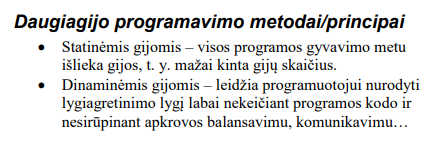 Daugiagijo programavimo metodai/principai
• Statinėmis gijomis – visos programos gyvavimo metu
išlieka gijos, t. y. mažai kinta gijų skaičius.
• Dinaminėmis gijomis – leidžia programuotojui nurodyti
lygiagretinimo lygį labai nekeičiant programos kodo ir
nesirūpinant apkrovos balansavimu, komunikavimu…